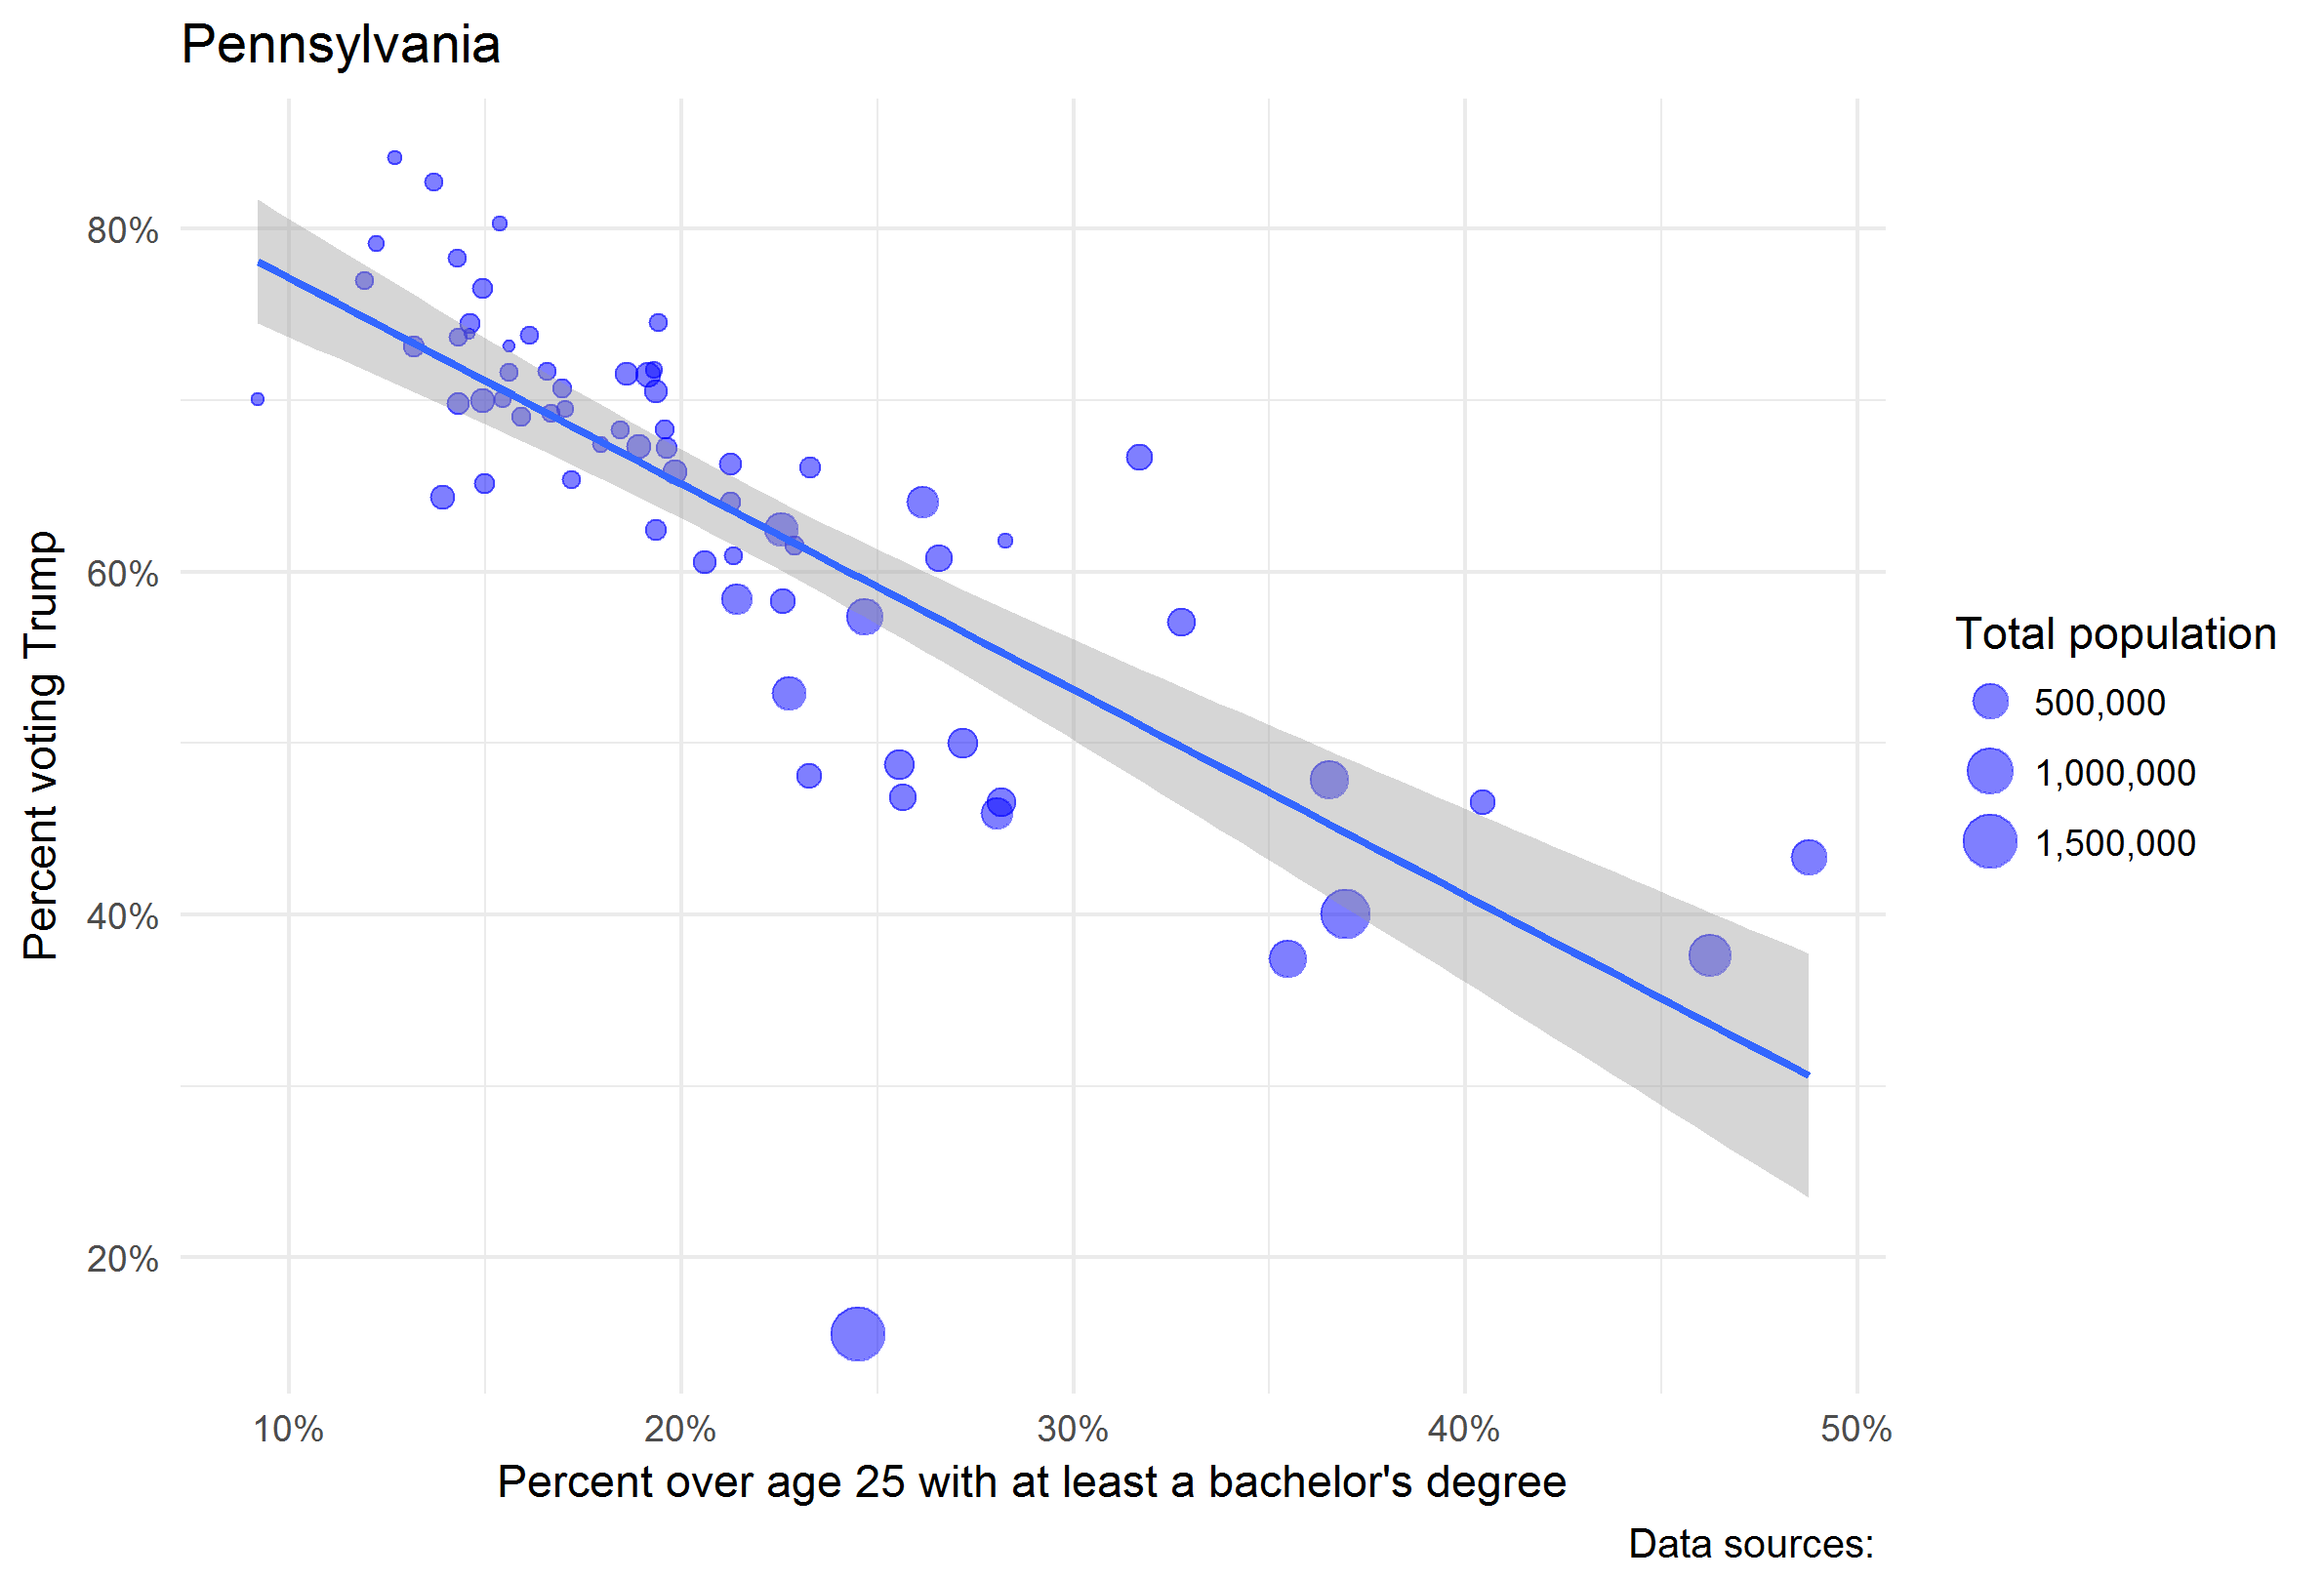 Pennsylvania
80%
60%
40%
20%
Percent voting Trump
10% 20% 30% 40% 50%
Percent over age 25 with at least a bachelor's degree
Total population
500,000
1,000,000
1,500,000
Data sources: